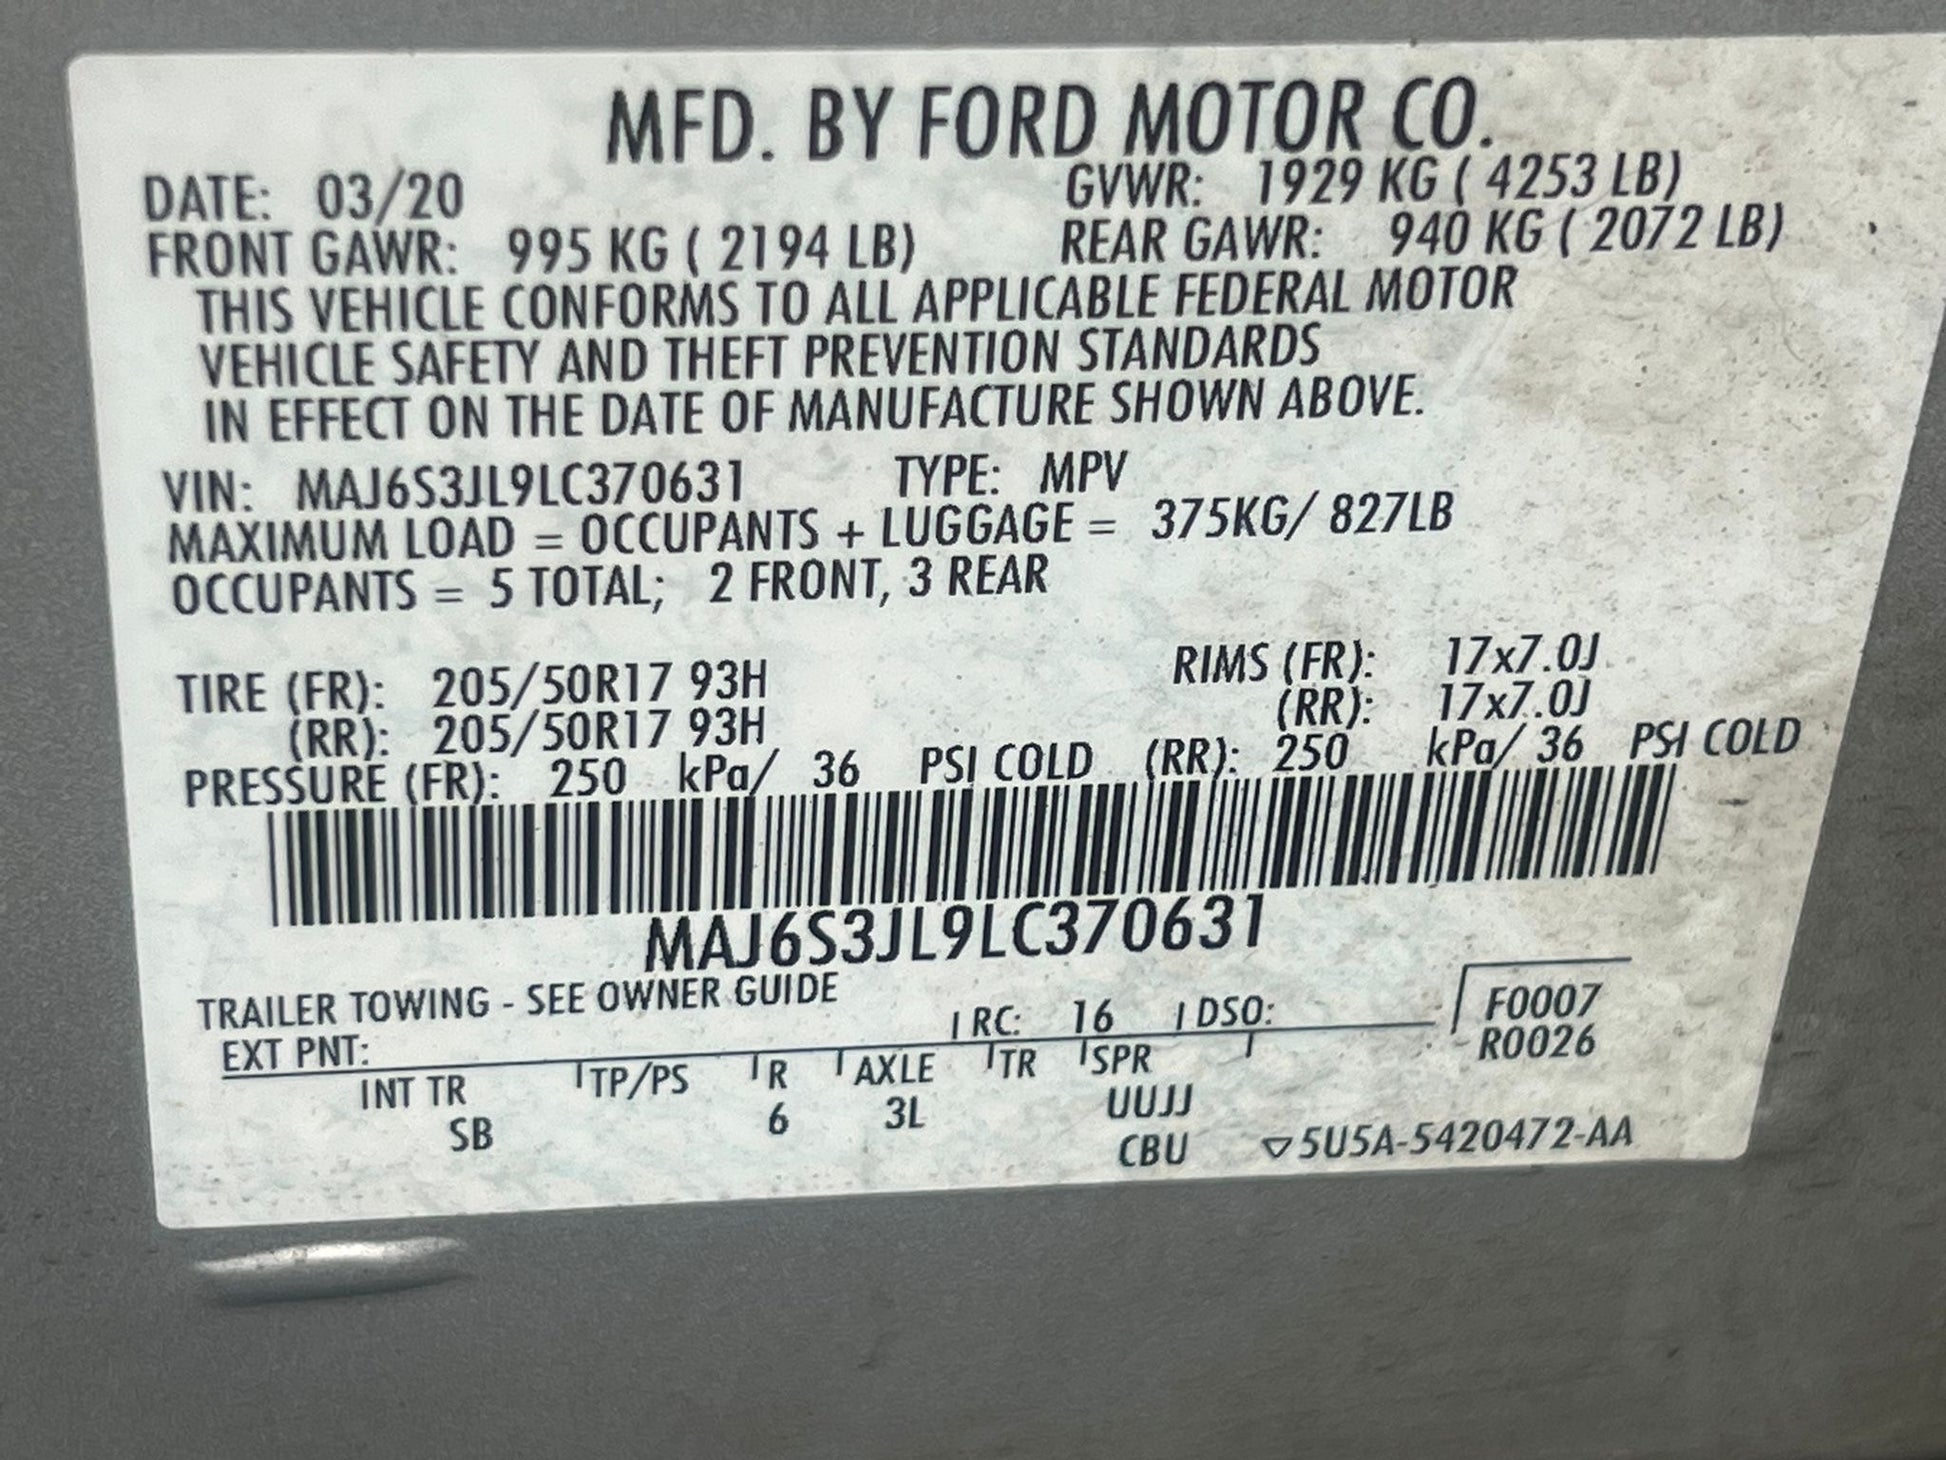 MFD. BY FORD MOTOR CO.
DATE: 03/20 GVWR: 1929 KG ( 4253 LB)
FRONT GAWR: 995 KG ( 2194 LB) REAR GAWR: 940 KG ( 2072 LB)
THIS VEHICLE CONFORMS TO ALL APPLICABLE FEDERAL MOTOR
VEHICLE SAFETY AND THEFT PREVENTION STANDARDS
IN EFFECT ON THE DATE OF MANUFACTURE SHOWN ABOVE.
VIN: MAJ6S3JL9LC370631 TYPE: MPV
MAXIMUM LOAD = OCCUPANTS + LUGGAGE = 375KG/ 827LB
OCCUPANTS = 5 TOTAL; 2 FRONT, 3 REAR
TIRE (FR): 205/50R17 93H RIMS (FR): 17x7.0J
(RR): 205/50R17 93H (RR): 17x7.0J
PRESSURE (FR): 250 kPa/ 36 PSI COLD (RR): 250 kPa/ 36 PSI COLD
MAJ6S3JL9LC370631
TRAILER TOWING - SEE OWNER GUIDE
EXT PNT: RC: 16 DSO: F0007
R0026
INT TR TP/PS R AXLE TR SPR
SB 6 3L UUJJ
CBU ▽5U5A-5420472-AA